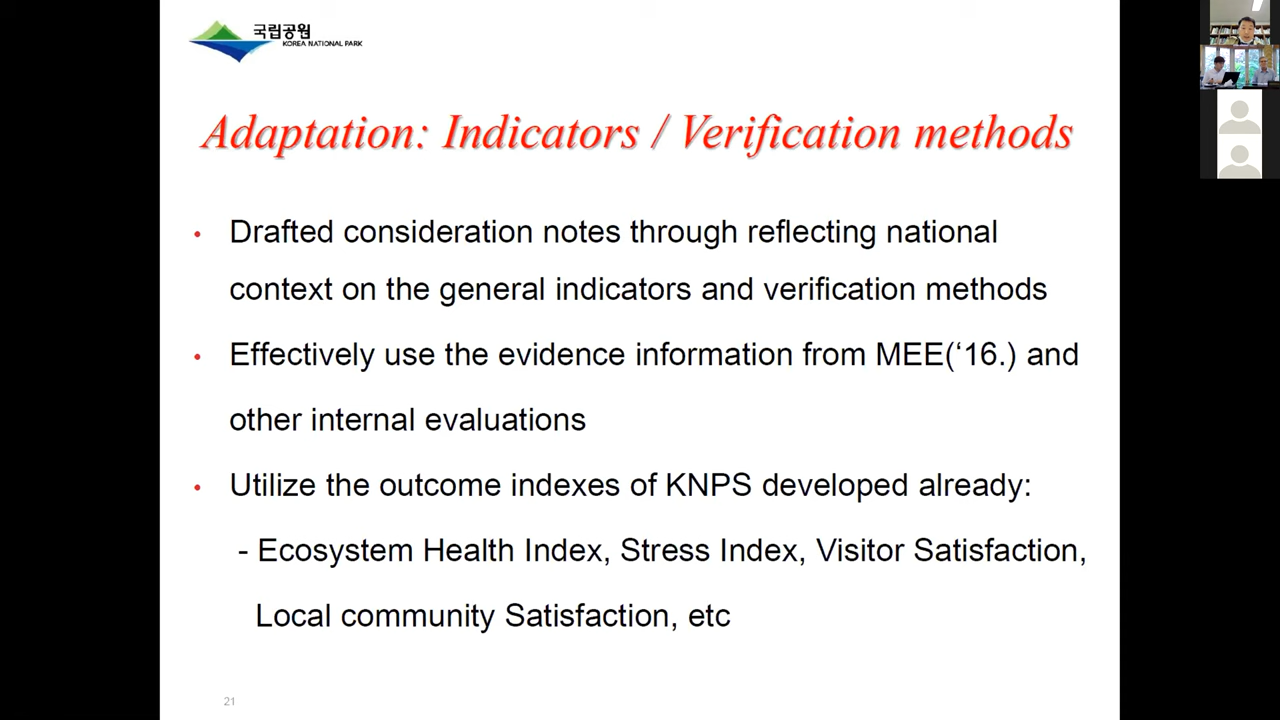 국립공원
KOREA NATIONAL PARK
Adaptation: Indicators / Verification methods
• Drafted consideration notes through reflecting national
context on the general indicators and verification methods
• Effectively use the evidence information from MEE(‘16.) and
other internal evaluations
• Utilize the outcome indexes of KNPS developed already:
- Ecosystem Health Index, Stress Index, Visitor Satisfaction,
Local community Satisfaction, etc
21